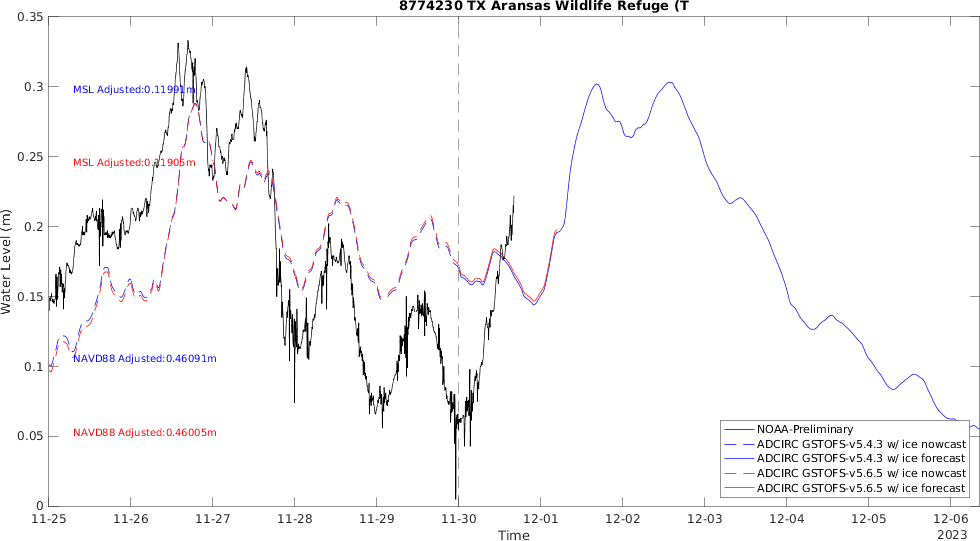 8774230 TX Aransas Wildlife Refuge (T
0.35
0.3
0.25
0.2
0.15
0.1
0.05
0
Water Level (m)
MSL Adjusted:0.11991m
MSL Adjusted:0.11905m
NAVD88 Adjusted:0.46091m
NAVD88 Adjusted:0.46005m
NOAA-Preliminary
ADCIRC GSTOFS-v5.4.3 w/ ice nowcast
ADCIRC GSTOFS-v5.4.3 w/ ice forecast
ADCIRC GSTOFS-v5.6.5 w/ ice nowcast
ADCIRC GSTOFS-v5.6.5 w/ ice forecast
11-25 11-26 11-27 11-28 11-29 11-30 12-01 12-02 12-03 12-04 12-05 12-06
Time 2023